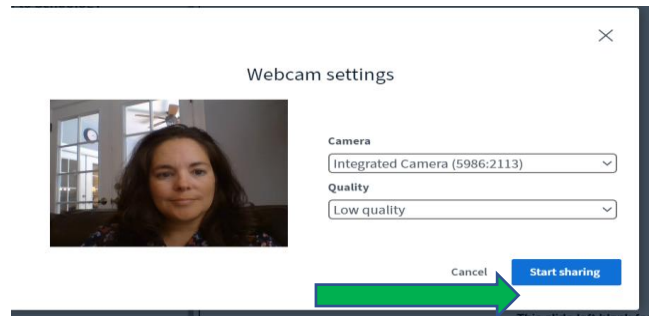 Webcam settings
Camera
Integrated Camera (5986:2113)
Quality
Low quality
Cancel
Start sharing